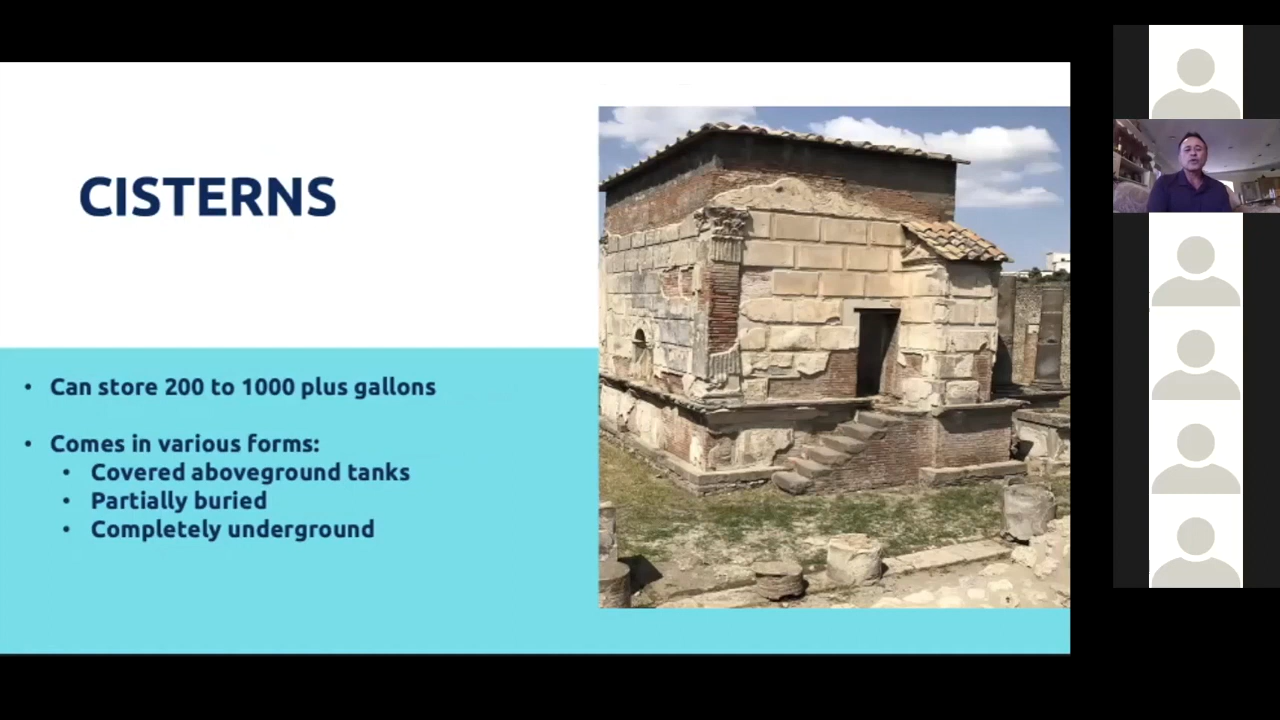 CISTERNS
• Can store 200 to 1000 plus gallons
• Comes in various forms:
• Covered aboveground tanks
• Partially buried
• Completely underground